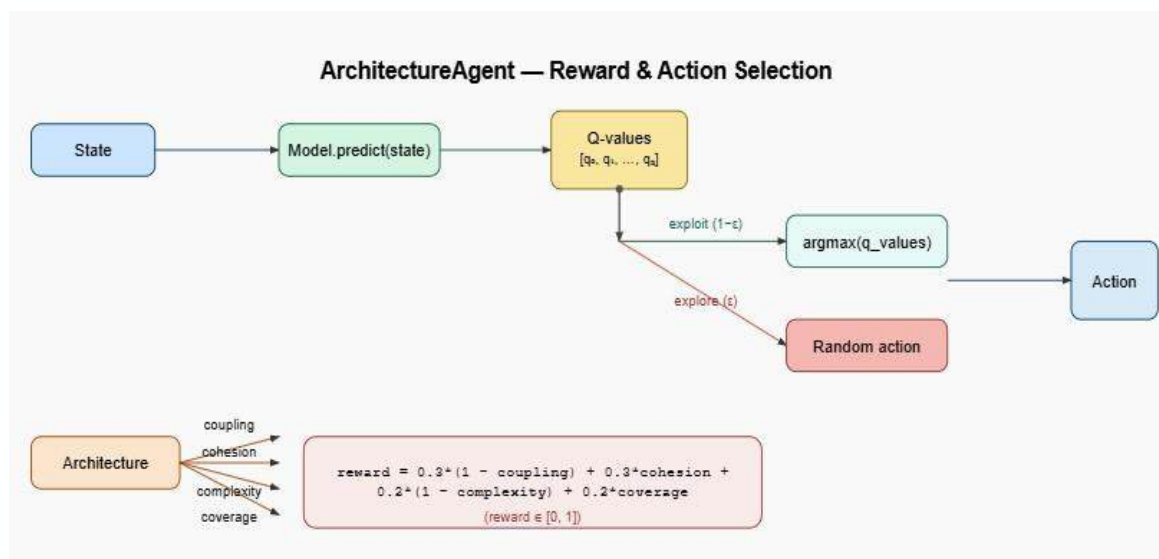 ArchitectureAgent — Reward & Action Selection
State
Model.predict(state)
Q-values
[q₀, q₁, ..., qₙ]
exploit (1−ε)
argmax(q_values)
Action
explore (ε)
Random action
Architecture
coupling
cohesion
complexity
coverage
reward = 0.3*(1 - coupling) + 0.3*cohesion +
0.2*(1 - complexity) + 0.2*coverage
(reward ∈ [0, 1])